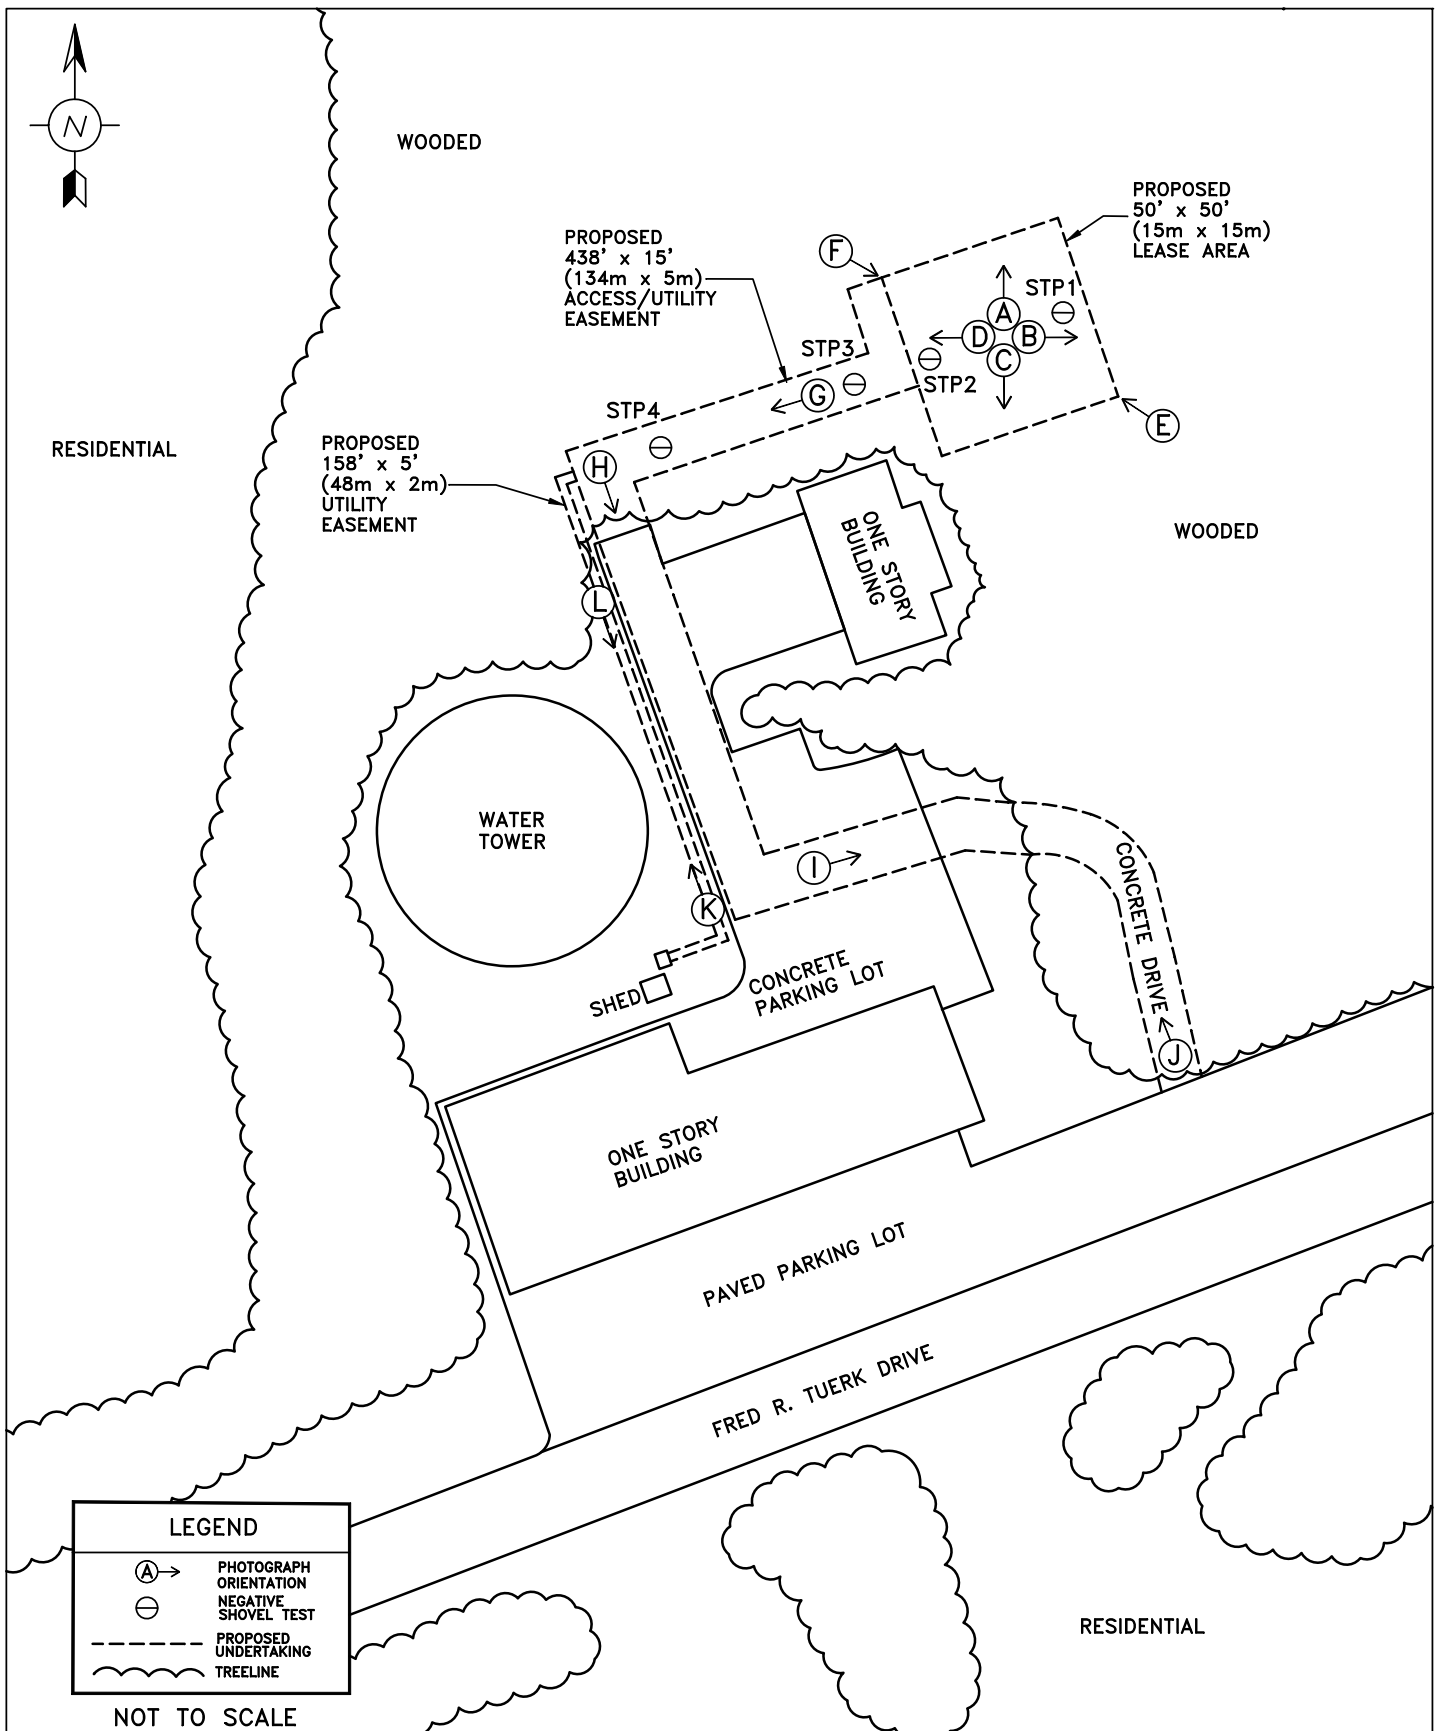 N
WOODED
PROPOSED
50' x 50'
(15m x 15m)
LEASE AREA
PROPOSED
438' x 15'
(134m x 5m)
ACCESS/UTILITY
EASEMENT
F
STP1
A
D
B
C
STP3
STP2
G
E
STP4
RESIDENTIAL
PROPOSED
158' x 5'
(48m x 2m)
UTILITY
EASEMENT
H
WOODED
ONE STORY
BUILDING
L
WATER
TOWER
I
CONCRETE DRIVE
K
CONCRETE
PARKING LOT
SHED
J
ONE STORY
BUILDING
PAVED PARKING LOT
FRED R. TUERK DRIVE
RESIDENTIAL
LEGEND
A
PHOTOGRAPH
ORIENTATION
NEGATIVE
SHOVEL TEST
PROPOSED
UNDERTAKING
TREELINE
NOT TO SCALE